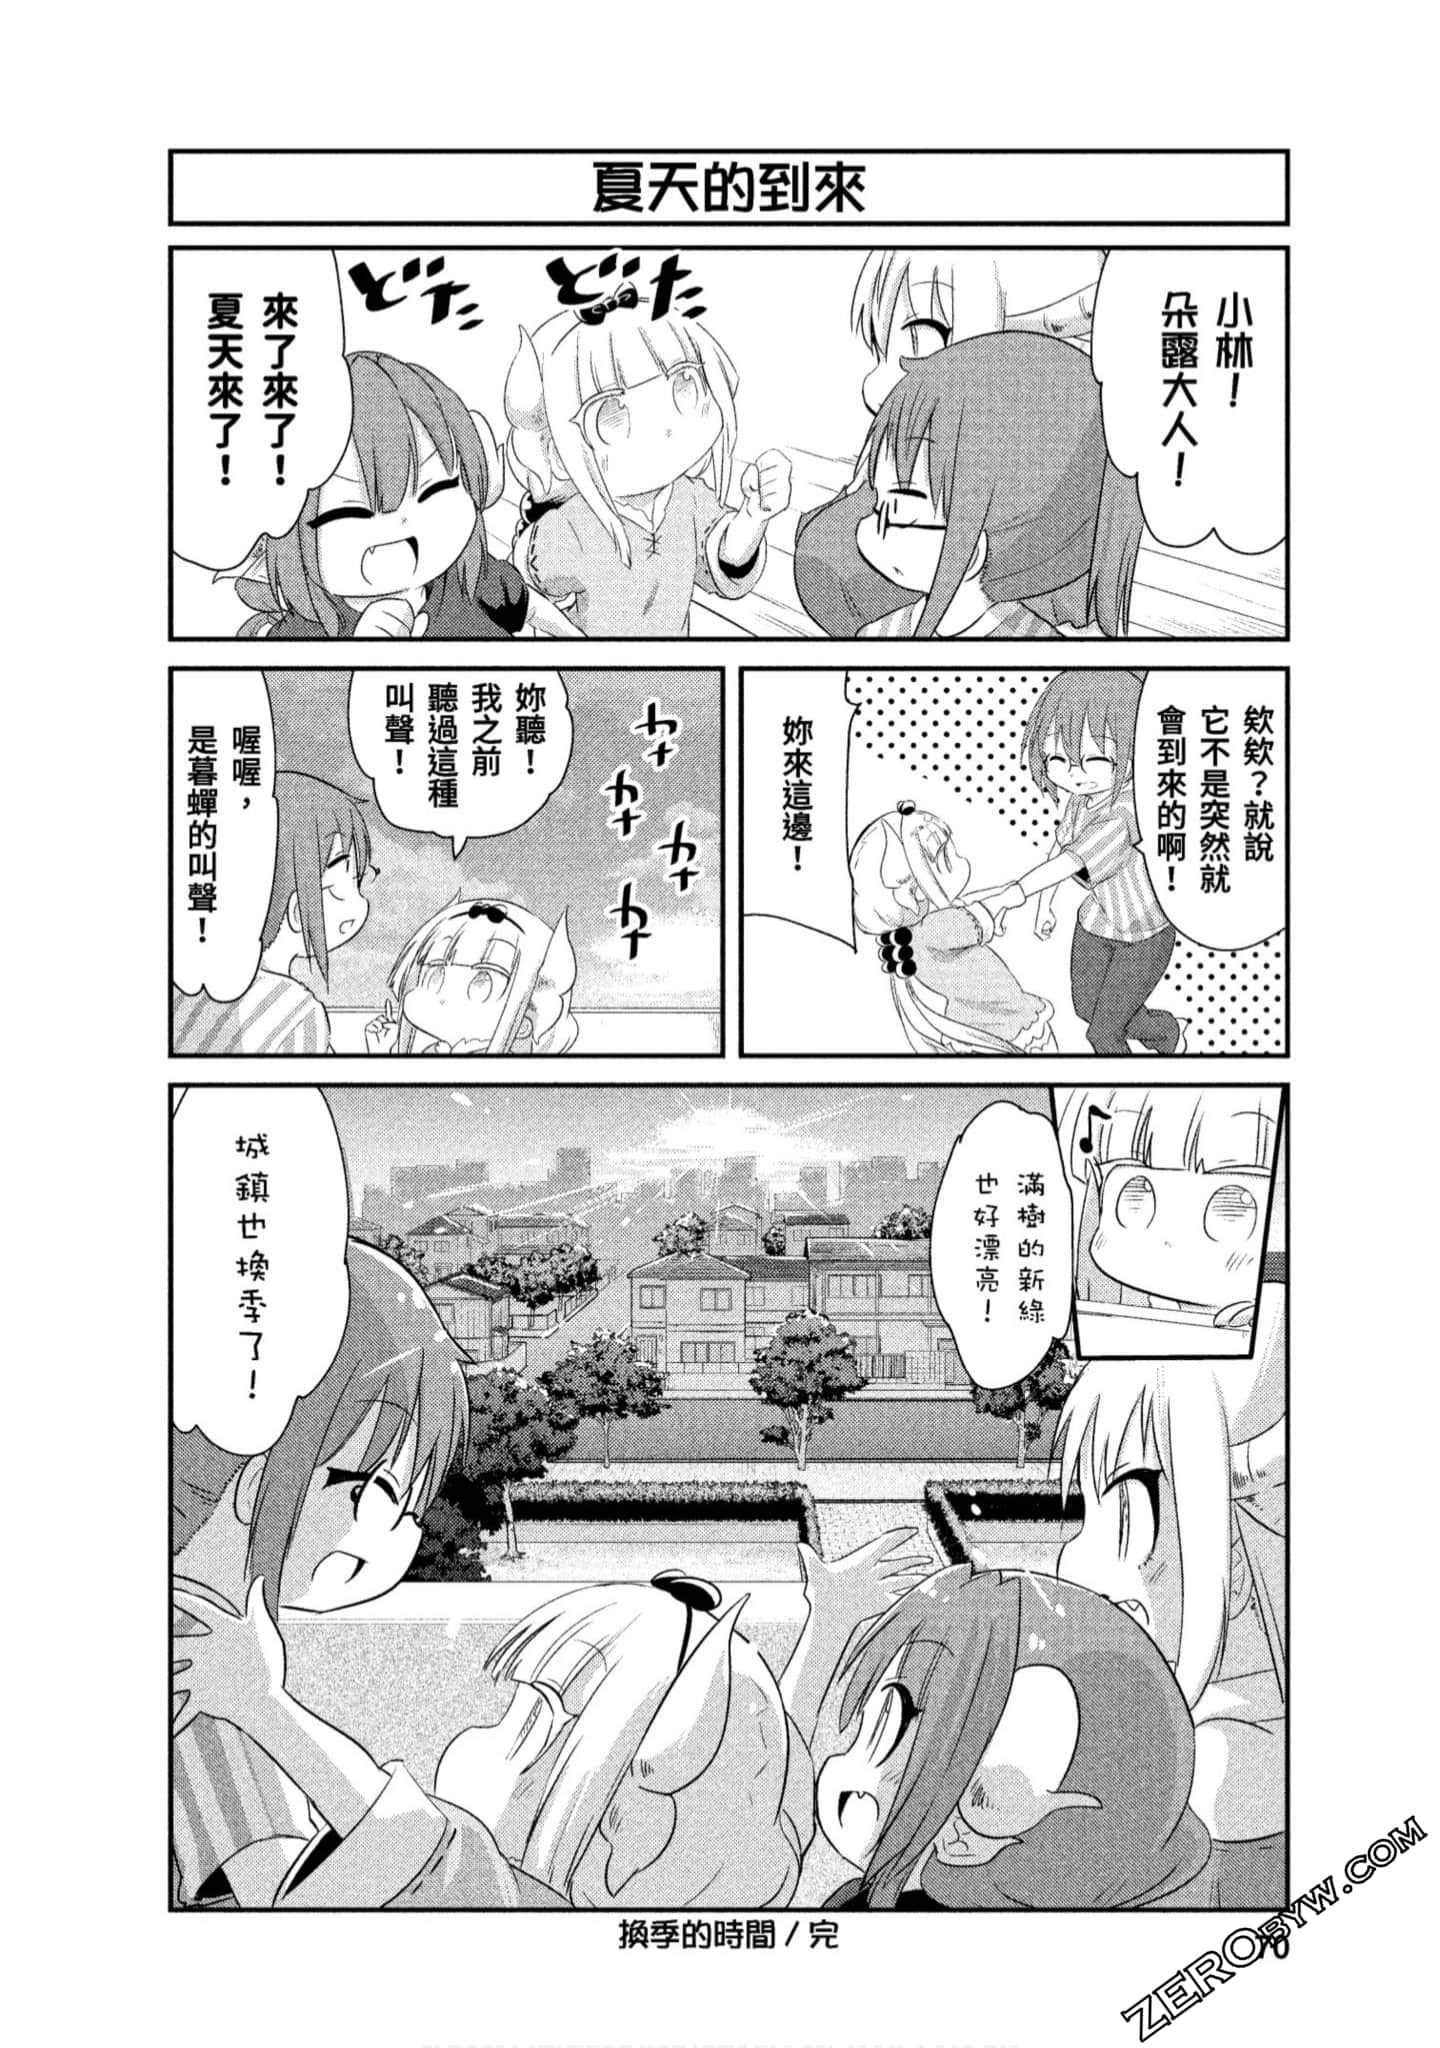 夏天的到來
小林！
朵露大人！
どた
どた
來了來了！
夏天來了！
欸欸？就說
它不是突然就
會到來的啊！
妳來這邊！
妳聽！
我之前
聽過這種
叫聲！
カナ
カナ
カナ
喔喔，
是暮蟬的叫聲！
♪
滿樹的新綠
也好漂亮！
城鎮也換季了！
換季的時間/完
70
ZEROBYW.COM